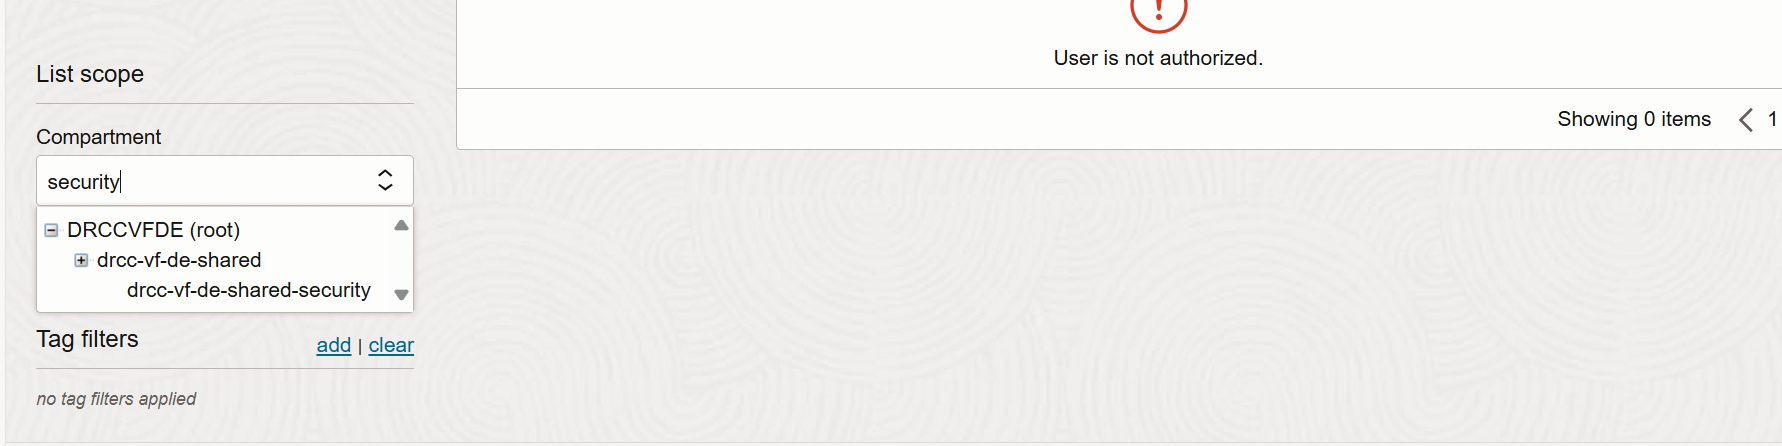 User is not authorized.
List scope
Showing 0 items 1
Compartment
security
DRCCVFDE (root)
drcc-vf-de-shared
drcc-vf-de-shared-security
Tag filters
add | clear
no tag filters applied